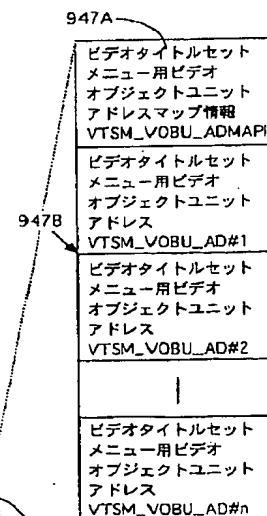 947A
ビデオタイトルセット
メニュー用ビデオ
オブジェクトユニット
アドレスマップ情報
VTSM_VOBU_ADMAPI
ビデオタイトルセット
メニュー用ビデオ
オブジェクトユニット
アドレス
VTSM_VOBU_AD#1
947B
ビデオタイトルセット
メニュー用ビデオ
オブジェクトユニット
アドレス
VTSM_VOBU_AD#2
ビデオタイトルセット
メニュー用ビデオ
オブジェクトユニット
アドレス
VTSM_VOBU_AD#n